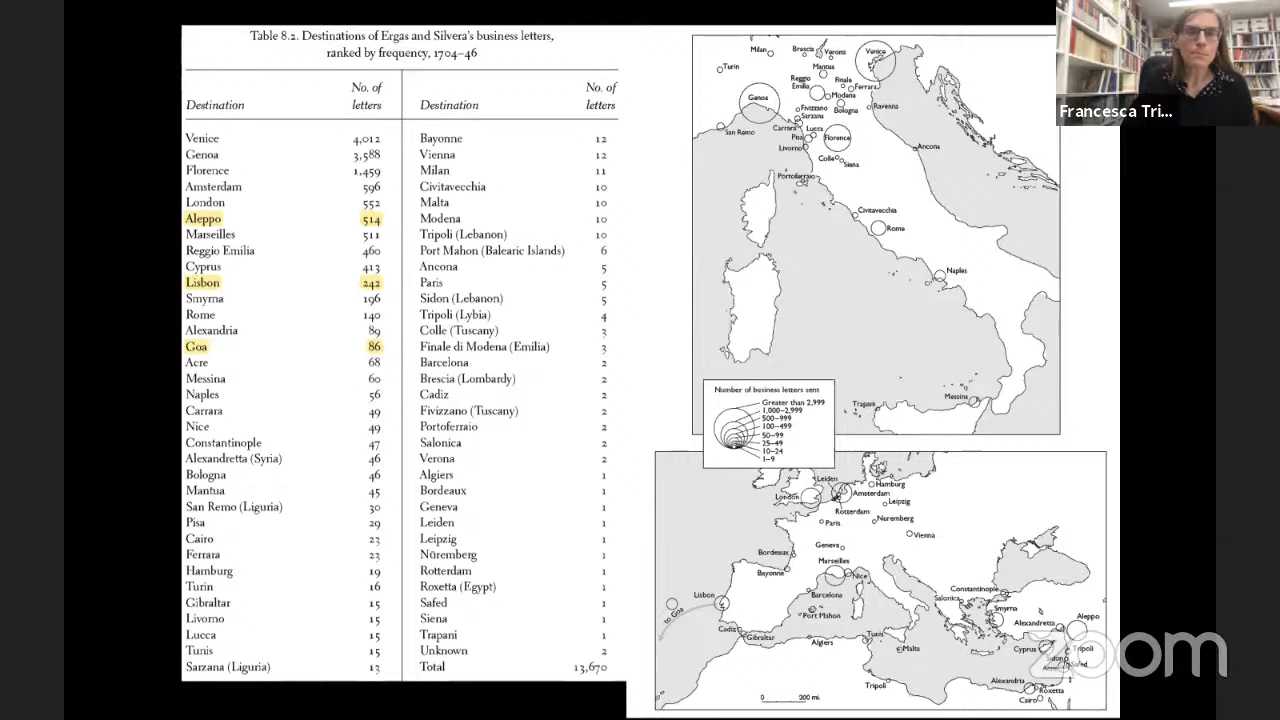 Table 8.2. Destinations of Ergas and Silvera's business letters,
ranked by frequency, 1704–46
Destination No. of letters Destination No. of letters
Venice 4,012 Bayonne 12
Genoa 3,588 Vienna 12
Florence 1,459 Milan 11
Amsterdam 596 Civitavecchia 10
London 552 Malta 10
Aleppo 514 Modena 10
Marseilles 511 Tripoli (Lebanon) 10
Reggio Emilia 460 Port Mahon (Balearic Islands) 6
Cyprus 413 Ancona 5
Lisbon 242 Paris 5
Smyrna 196 Sidon (Lebanon) 5
Rome 140 Tripoli (Lybia) 4
Alexandria 89 Colle (Tuscany) 3
Goa 86 Finale di Modena (Emilia) 3
Acre 68 Barcelona 2
Messina 60 Brescia (Lombardy) 2
Naples 56 Cadiz 2
Carrara 49 Fivizzano (Tuscany) 2
Nice 49 Portoferraio 2
Constantinople 47 Salonica 2
Alexandretta (Syria) 46 Verona 2
Bologna 46 Algiers 1
Mantua 45 Bordeaux 1
San Remo (Liguria) 30 Geneva 1
Pisa 29 Leiden 1
Cairo 23 Leipzig 1
Ferrara 23 Nüremberg 1
Hamburg 19 Rotterdam 1
Turin 16 Roxetta (Egypt) 1
Gibraltar 15 Safed 1
Livorno 15 Siena 1
Lucca 15 Trapani 1
Tunis 15 Unknown 2
Sarzana (Liguria) 13 Total 13,670
Milan
Brescia
Verona
Venice
Turin
Mantua
Reggio
Emilia
Finale
Ferrara
Modana
Genoa
Fivizzano
Sarzana
Bologna
Ravenna
San Remo
Carrara
Lucca
Pisa
Florence
Livorno
Ancona
Colle
Siena
Portoferraio
Civitavecchia
Rome
Naples
Messina
Trapani
Number of business letters sent
Greater than 2,999
1,000–2,999
500–999
100–499
50–99
25–49
10–24
1–9
Leiden
Hamburg
London
Amsterdam
Leipzig
Rotterdam
Paris
Nuremberg
Vienna
Geneva
Bordeaux
Marseilles
Bayonne
Nice
Lisbon
Barcelona
Constantinople
Salonica
to Goa
Port Mahon
Smyrna
Aleppo
Cadiz
Gibraltar
Algiers
Tunis
Alexandretta
Malta
Cyprus
Tripoli
Sidon
Safed
Acre
Tripoli
Alexandria
Roxetta
Cairo
0 300 mi.
Francesca Tri...
zoom